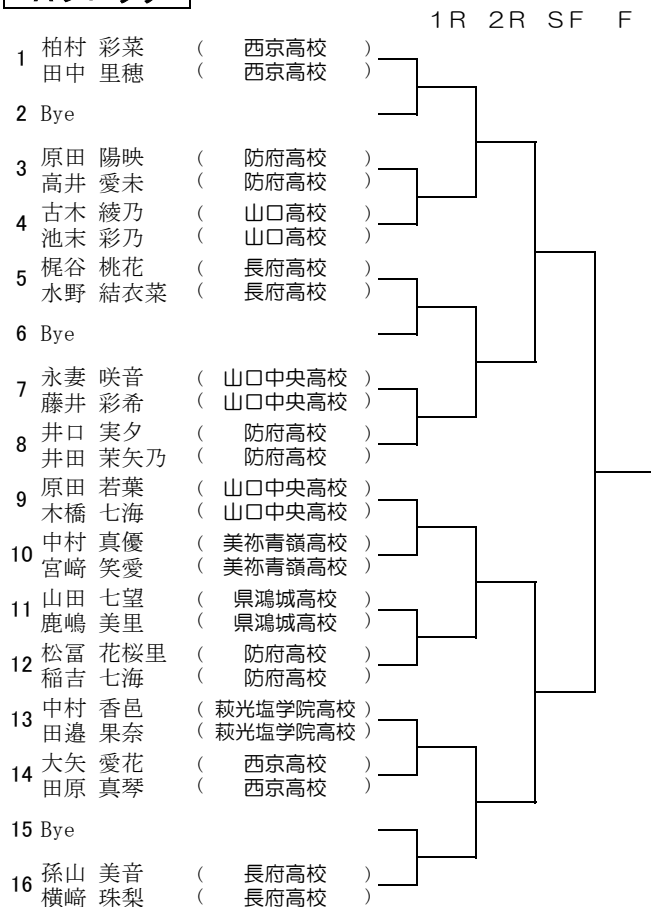 1R 2R SF F
1 柏村 彩菜 ( 西京高校 )
田中 里穂 ( 西京高校 )
2 Bye
3 原田 陽映 ( 防府高校 )
高井 愛未 ( 防府高校 )
4 古木 綾乃 ( 山口高校 )
池末 彩乃 ( 山口高校 )
5 梶谷 桃花 ( 長府高校 )
水野 結衣菜 ( 長府高校 )
6 Bye
7 永妻 咲音 ( 山口中央高校 )
藤井 彩希 ( 山口中央高校 )
8 井口 実夕 ( 防府高校 )
井田 茉矢乃 ( 防府高校 )
9 原田 若葉 ( 山口中央高校 )
木橋 七海 ( 山口中央高校 )
10 中村 真優 ( 美祢青嶺高校 )
宮﨑 笑愛 ( 美祢青嶺高校 )
11 山田 七望 ( 県鴻城高校 )
鹿嶋 美里 ( 県鴻城高校 )
12 松冨 花桜里 ( 防府高校 )
稲吉 七海 ( 防府高校 )
13 中村 香邑 ( 萩光塩学院高校 )
田邉 果奈 ( 萩光塩学院高校 )
14 大矢 愛花 ( 西京高校 )
田原 真琴 ( 西京高校 )
15 Bye
16 孫山 美音 ( 長府高校 )
横﨑 珠梨 ( 長府高校 )